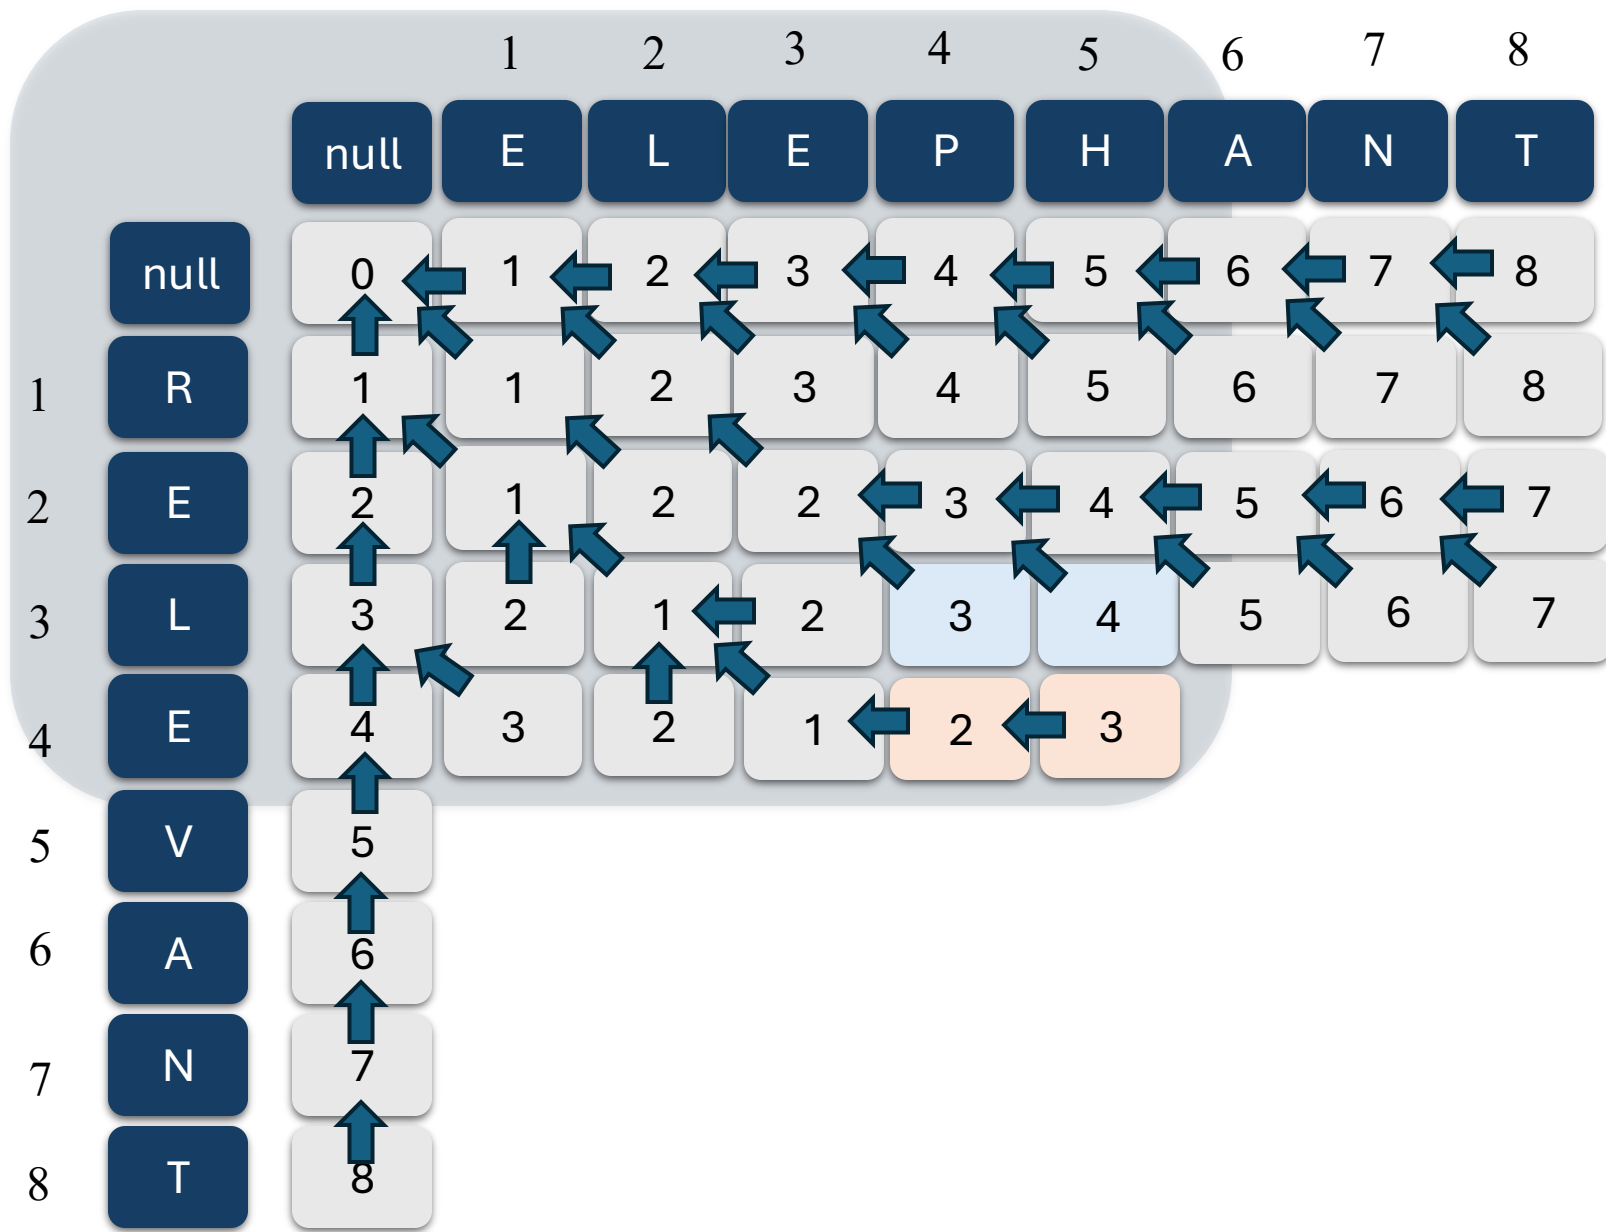 1 2 3 4 5 6 7 8
null E L E P H A N T
null 0 1 2 3 4 5 6 7 8
1 R 1 1 2 3 4 5 6 7 8
2 E 2 1 2 2 3 4 5 6 7
3 L 3 2 1 2 3 4 5 6 7
4 E 4 3 2 1 2 3
5 V 5
6 A 6
7 N 7
8 T 8